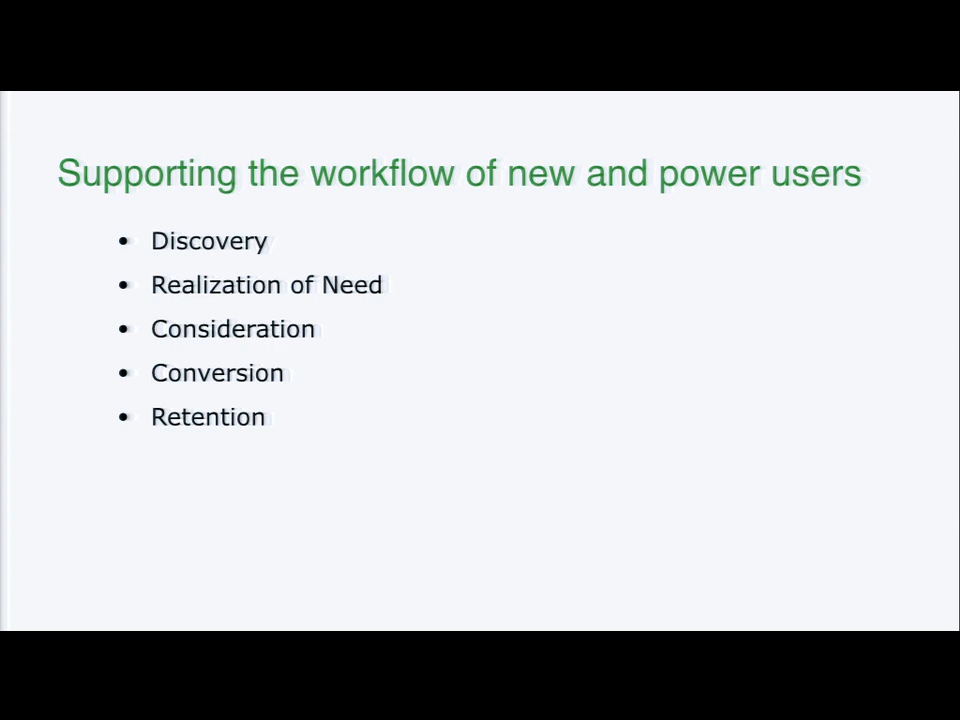 Supporting the workflow of new and power users
• Discovery
• Realization of Need
• Consideration
• Conversion
• Retention